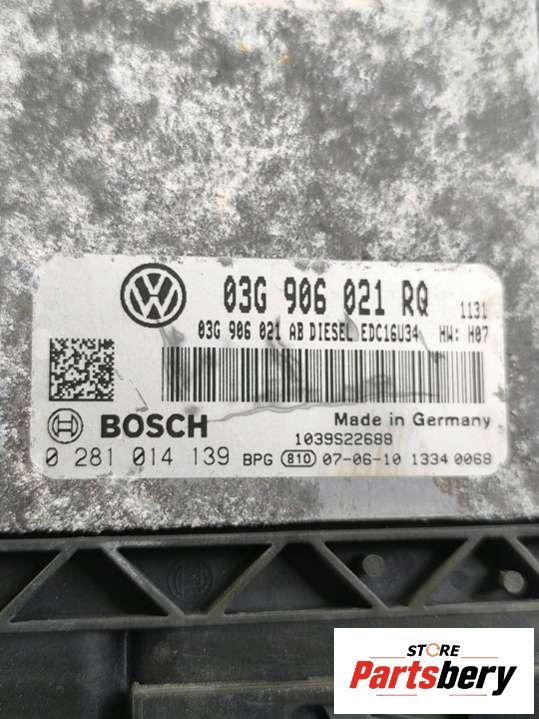 03G 906 021 RQ 1131
03G 906 021 AB DIESEL EDC16U34 HW: H07
BOSCH Made in Germany
1039S22688
0 281 014 139 BPG 810 07-06-10 1334 0068
STORE
Partsbery